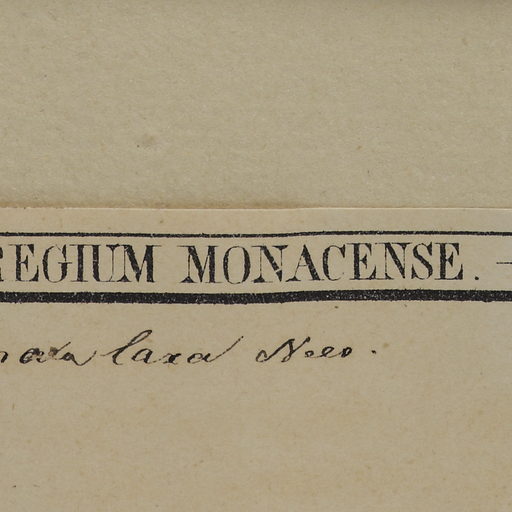 REGIUM MONACENSE. —
laxa Nees.